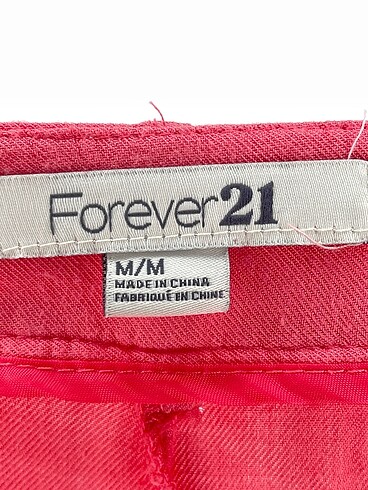 Forever21
M/M
MADE IN CHINA
FABRIQUÉ EN CHINE